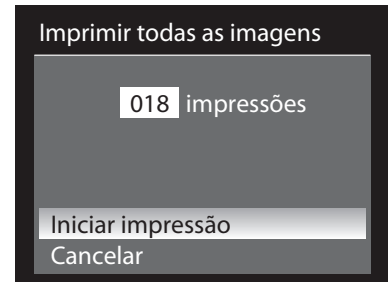 Imprimir todas as imagens
018 impressões
Iniciar impressão
Cancelar